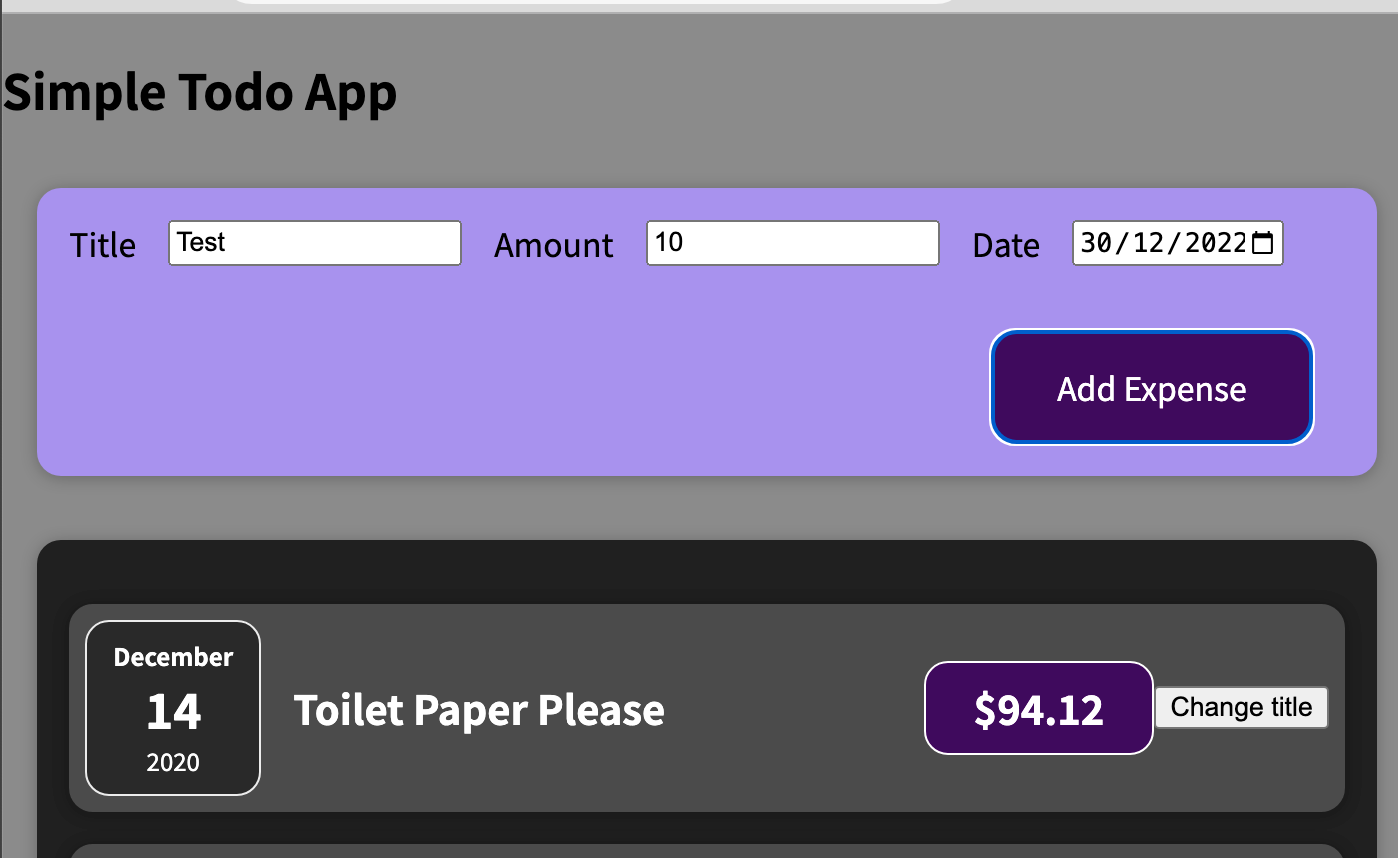 Simple Todo App
Title Test Amount 10 Date 30/12/2022
Add Expense
December
14
2020
Toilet Paper Please
$94.12
Change title